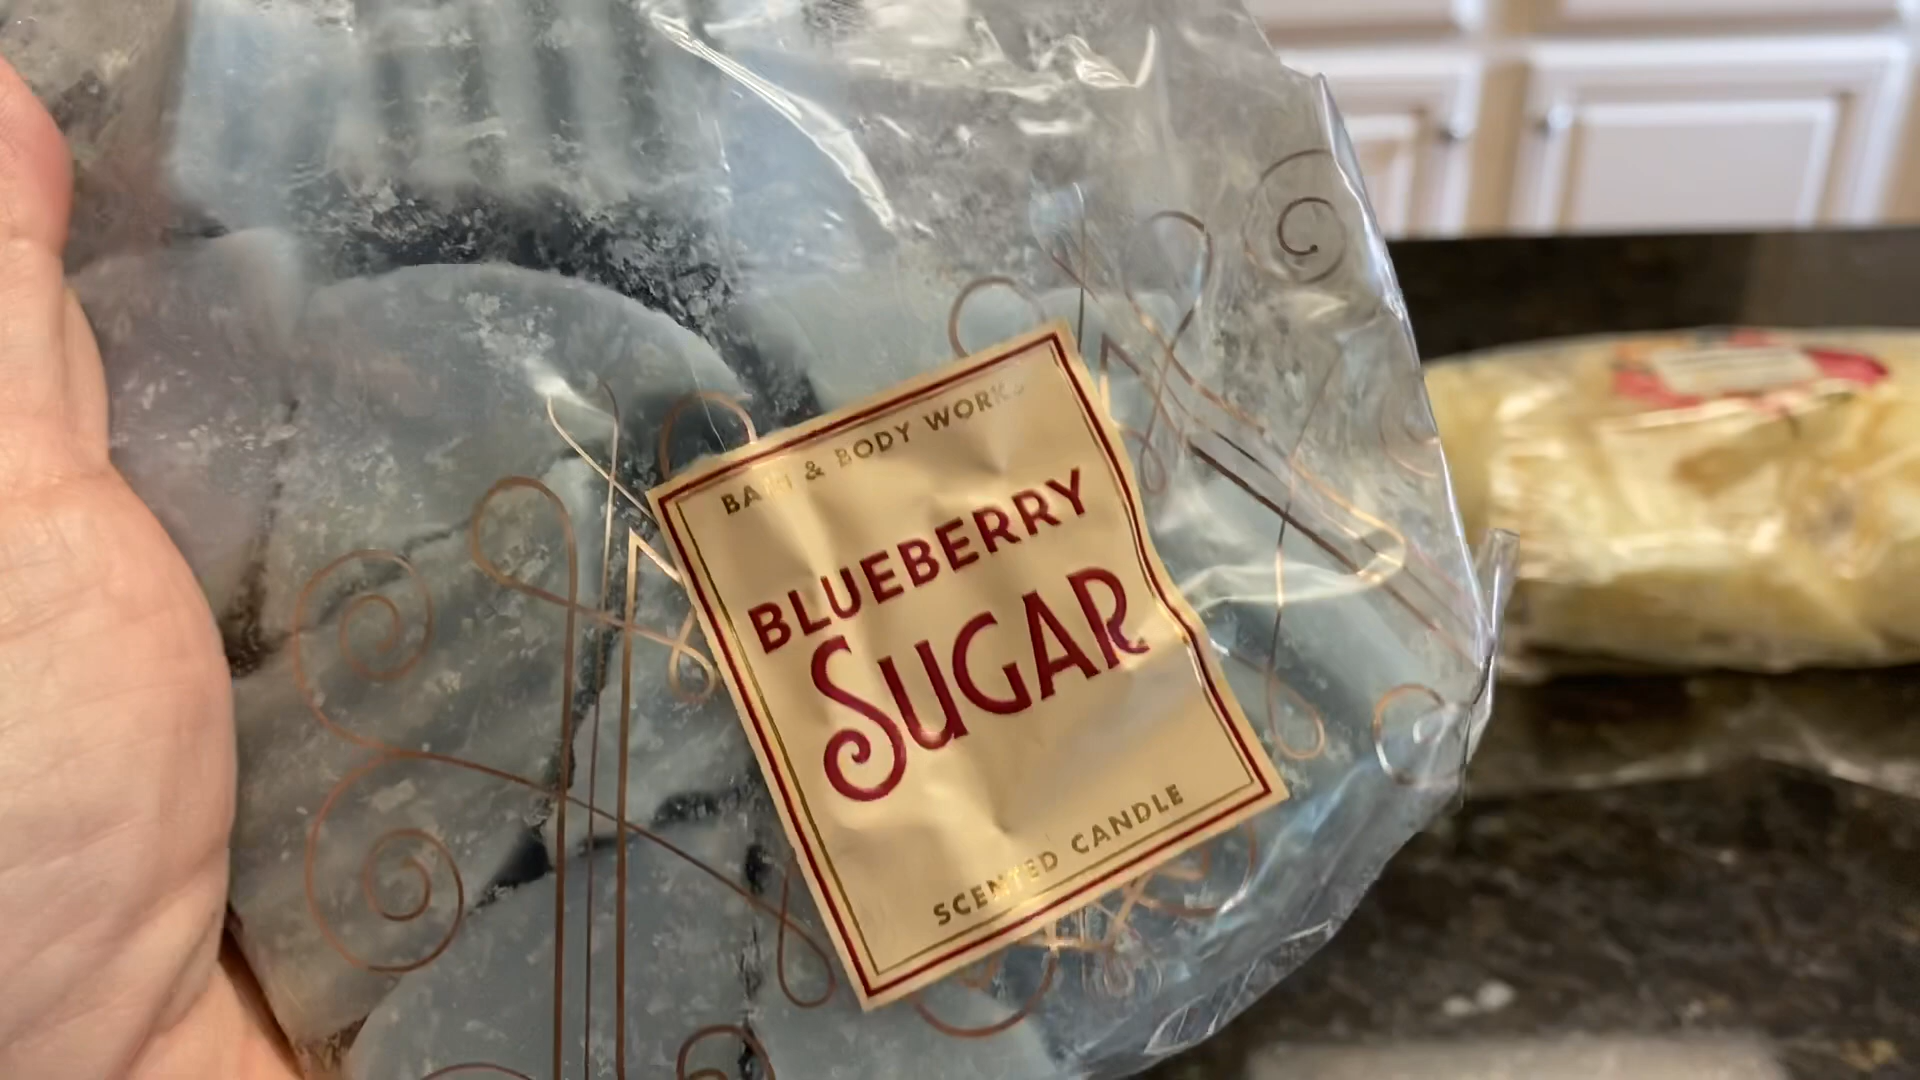 BATH & BODY WORKS
BLUEBERRY
SUGAR
SCENTED CANDLE